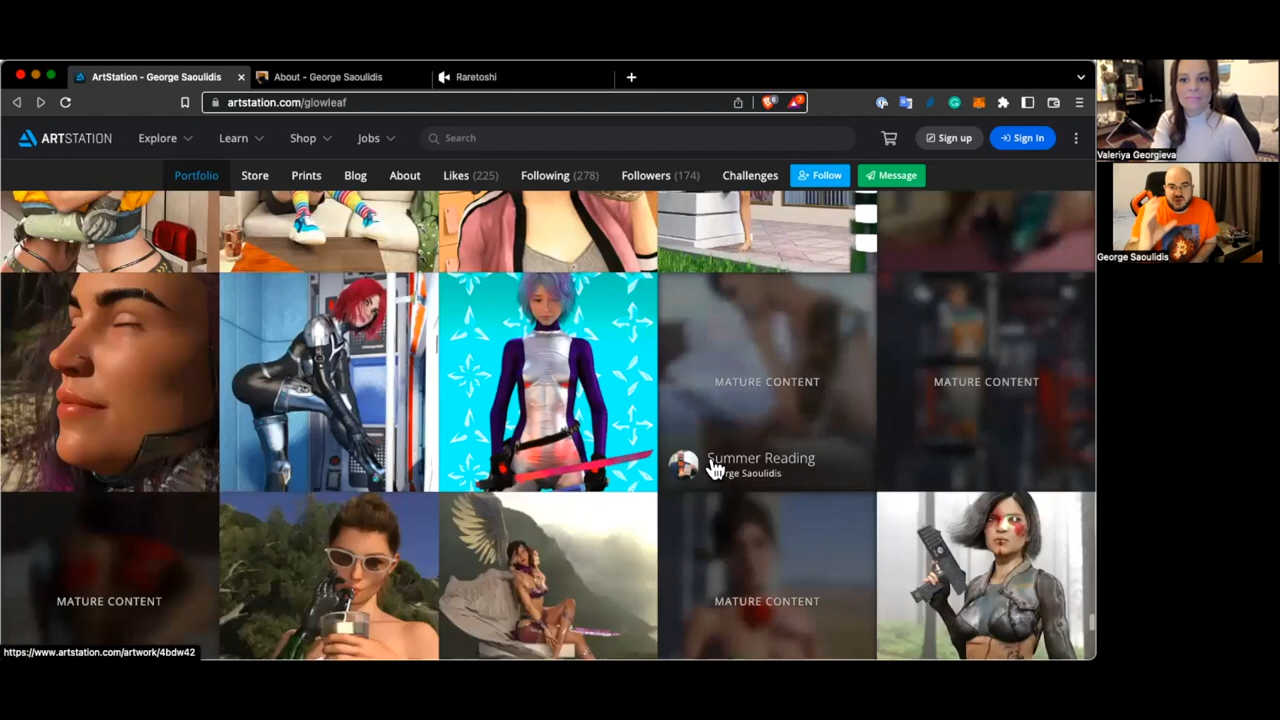 ArtStation - George Saoulidis
About - George Saoulidis
Raretoshi
artstation.com/glowleaf
ARTSTATION
Explore
Learn
Shop
Jobs
Search
Sign up
Sign In
Portfolio
Store
Prints
Blog
About
Likes (225)
Following (278)
Followers (174)
Challenges
Follow
Message
Valeriya Georgieva
George Saoulidis
MATURE CONTENT
MATURE CONTENT
Summer Reading
Saoulidis
MATURE CONTENT
MATURE CONTENT
https://www.artstation.com/artwork/4bdw42